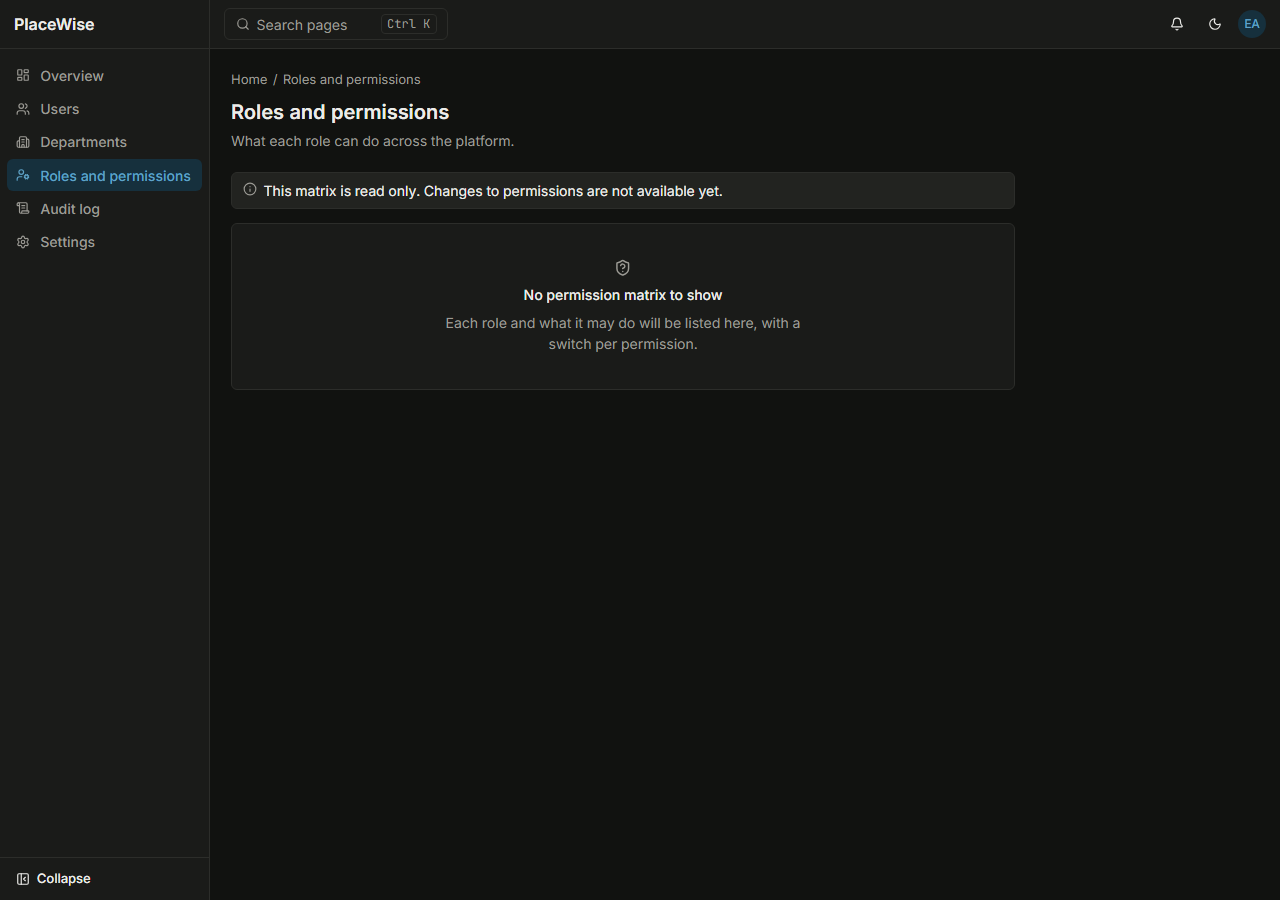 PlaceWise
Search pages
Ctrl K
EA
Overview
Users
Departments
Roles and permissions
Audit log
Settings
Collapse
Home / Roles and permissions
Roles and permissions
What each role can do across the platform.
This matrix is read only. Changes to permissions are not available yet.
No permission matrix to show
Each role and what it may do will be listed here, with a
switch per permission.